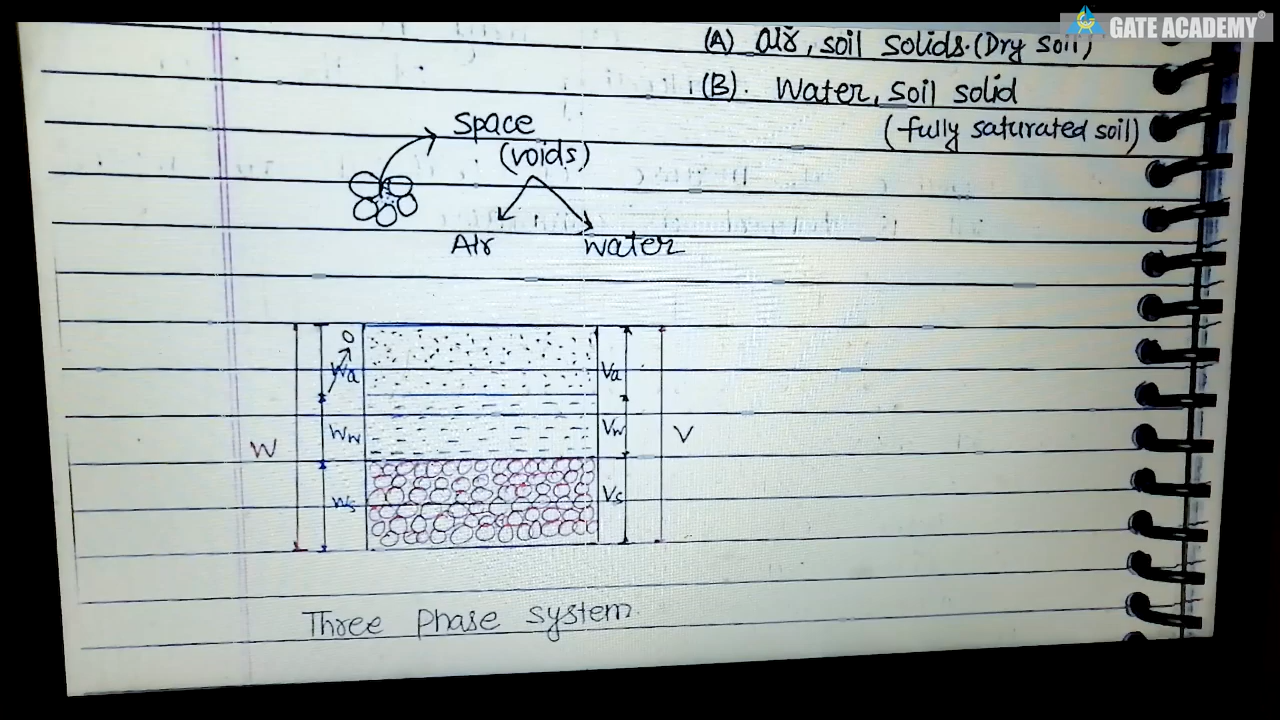 GATE ACADEMY®
(A) Air, soil solids. (Dry soil)
(B). Water, soil solid
(fully saturated soil)
Space
(voids)
Air
water
0
Wa
Va
Ww
Vw
W
V
Ws
Vs
Three phase system.